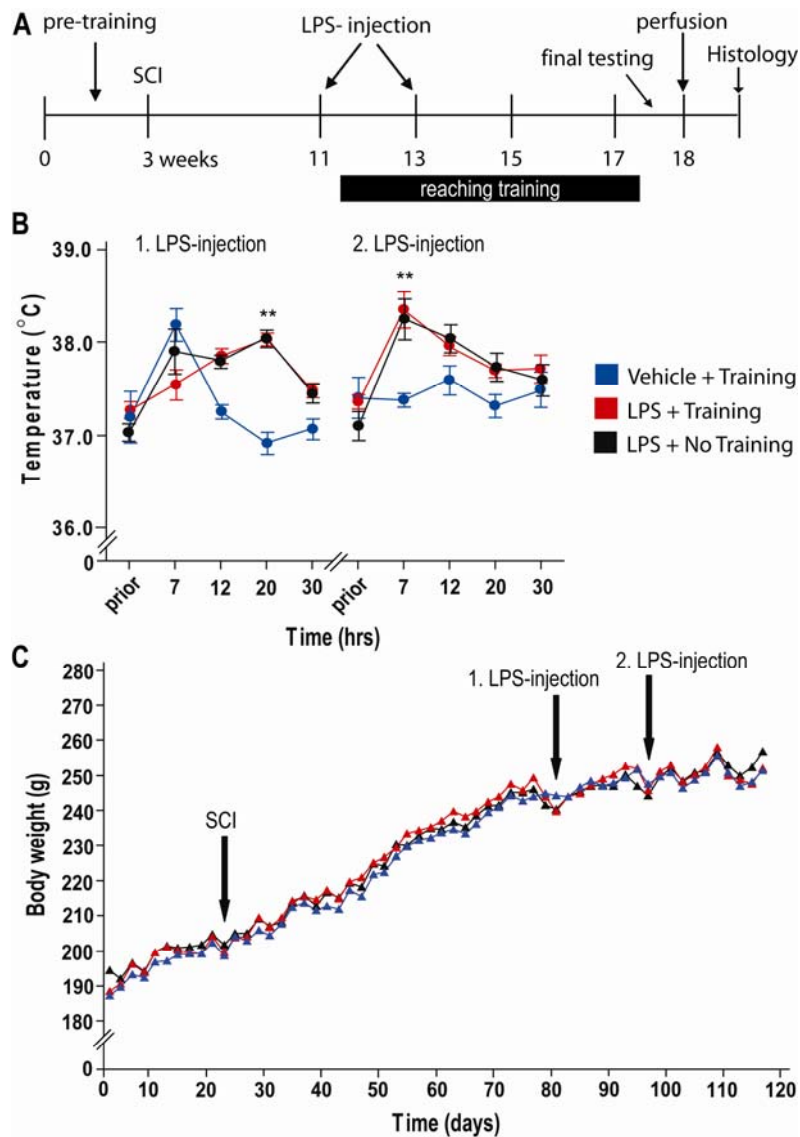 A
pre-training
LPS- injection
perfusion
SCI
final testing
Histology
0
3 weeks
11
13
15
17
18
reaching training
B
39.0
1. LPS-injection
2. LPS-injection
**
**
38.0
37.0
36.0
0
Temperature (°C)
prior
7
12
20
30
prior
7
12
20
30
Time (hrs)
Vehicle + Training
LPS + Training
LPS + No Training
C
280
270
260
250
240
230
220
210
200
190
180
0
Body weight (g)
SCI
1. LPS-injection
2. LPS-injection
0
10
20
30
40
50
60
70
80
90
100
110
120
Time (days)